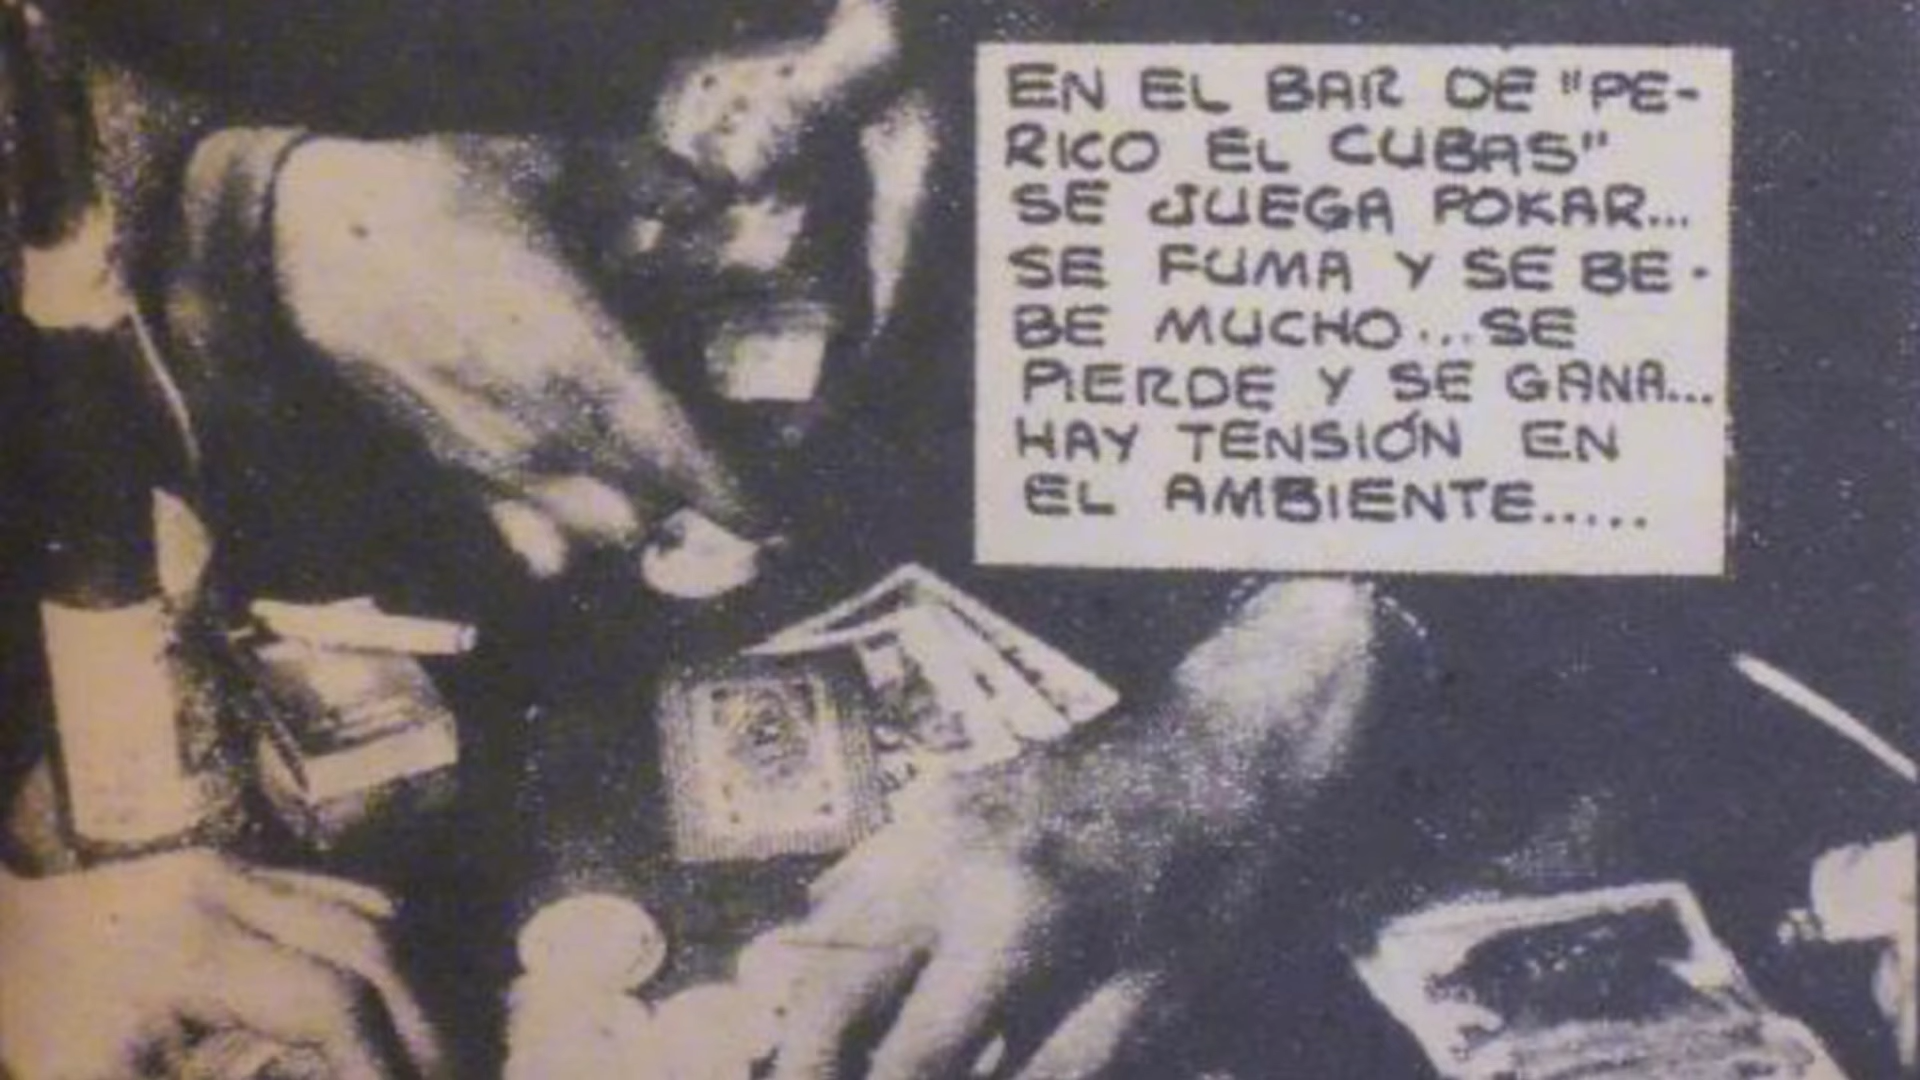 EN EL BAR DE "PE-
RICO EL CUBAS"
SE JUEGA POKAR...
SE FUMA Y SE BE-
BE MUCHO...SE
PIERDE Y SE GANA...
HAY TENSIÓN EN
EL AMBIENTE.....